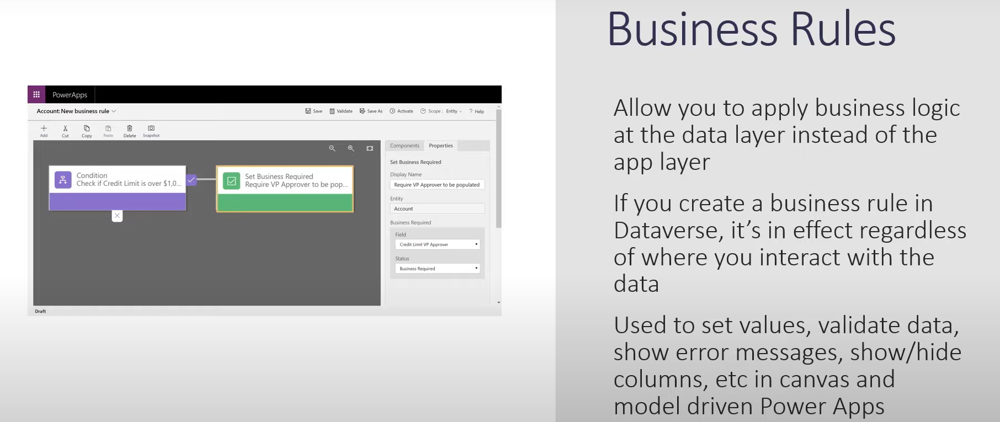 Business Rules
PowerApps
Account: New business rule
Save
Validate
Save As
Activate
Scope :
Entity
? Help
Add
Cut
Copy
Paste
Delete
Snapshot
Condition
Check if Credit Limit is over $1,0...
Set Business Required
Require VP Approver to be pop...
Components
Properties
Set Business Required
Display Name
Require VP Approver to be populated
Entity
Account
Business Required
Field
Credit Limit VP Approver
Status
Business Required
Draft
Allow you to apply business logic
at the data layer instead of the
app layer
If you create a business rule in
Dataverse, it’s in effect regardless
of where you interact with the
data
Used to set values, validate data,
show error messages, show/hide
columns, etc in canvas and
model driven Power Apps